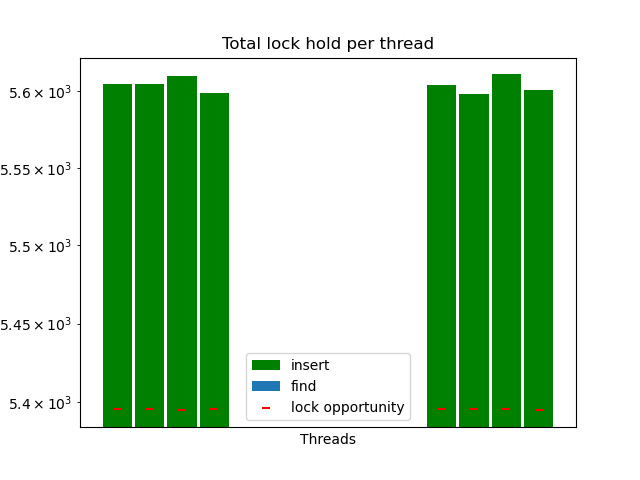 Total lock hold per thread
5.6 × 10³
5.55 × 10³
5.5 × 10³
5.45 × 10³
5.4 × 10³
insert
find
lock opportunity
Threads